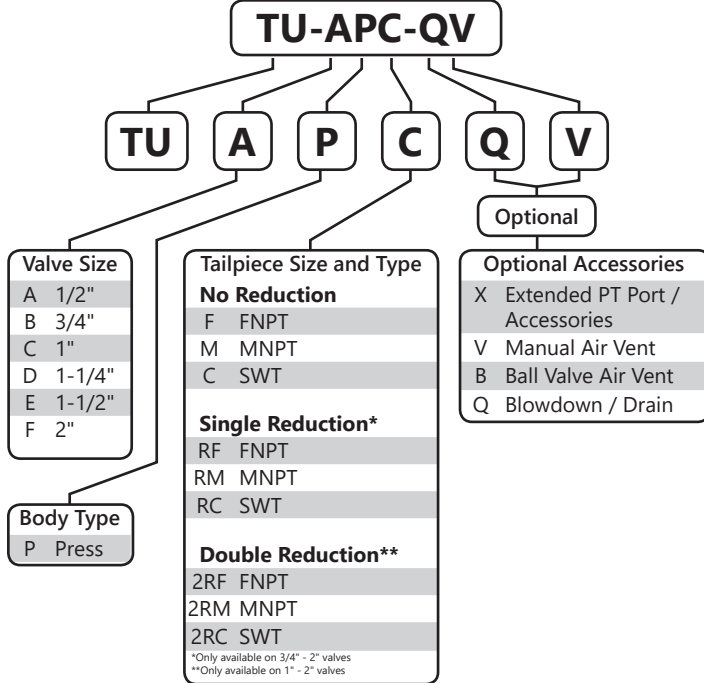 TU-APC-QV
TU A P C Q V
Optional
Valve Size
A 1/2"
B 3/4"
C 1"
D 1-1/4"
E 1-1/2"
F 2"
Body Type
P Press
Tailpiece Size and Type
No Reduction
F FNPT
M MNPT
C SWT
Single Reduction*
RF FNPT
RM MNPT
RC SWT
Double Reduction**
2RF FNPT
2RM MNPT
2RC SWT
*Only available on 3/4" - 2" valves
**Only available on 1" - 2" valves
Optional Accessories
X Extended PT Port /
Accessories
V Manual Air Vent
B Ball Valve Air Vent
Q Blowdown / Drain